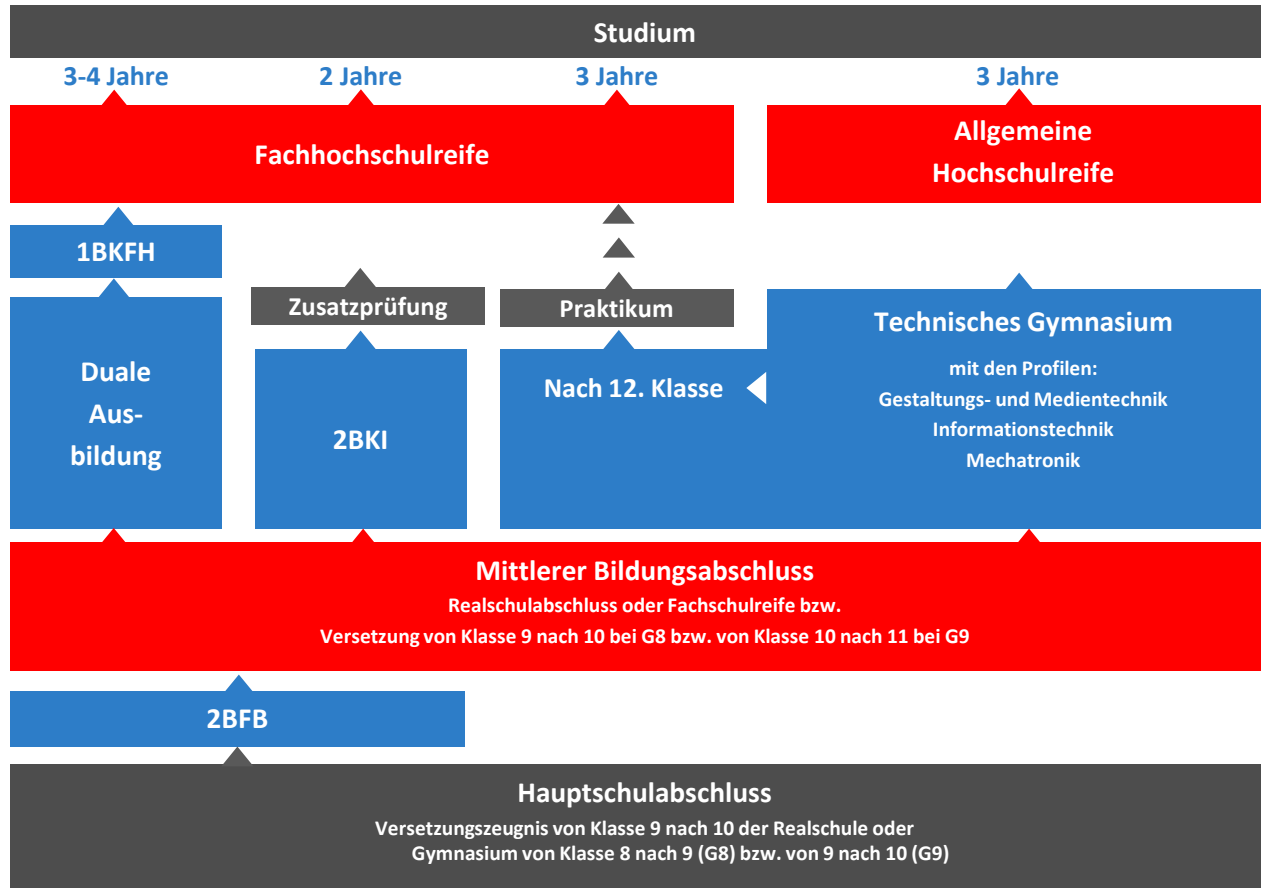 Studium
3-4 Jahre
2 Jahre
3 Jahre
3 Jahre
Fachhochschulreife
Allgemeine
Hochschulreife
1BKFH
Zusatzprüfung
Praktikum
Technisches Gymnasium
mit den Profilen:
Gestaltungs- und Medientechnik
Informationstechnik
Mechatronik
Duale
Aus-
bildung
2BKI
Nach 12. Klasse
Mittlerer Bildungsabschluss
Realschulabschluss oder Fachschulreife bzw.
Versetzung von Klasse 9 nach 10 bei G8 bzw. von Klasse 10 nach 11 bei G9
2BFB
Hauptschulabschluss
Versetzungszeugnis von Klasse 9 nach 10 der Realschule oder
Gymnasium von Klasse 8 nach 9 (G8) bzw. von 9 nach 10 (G9)